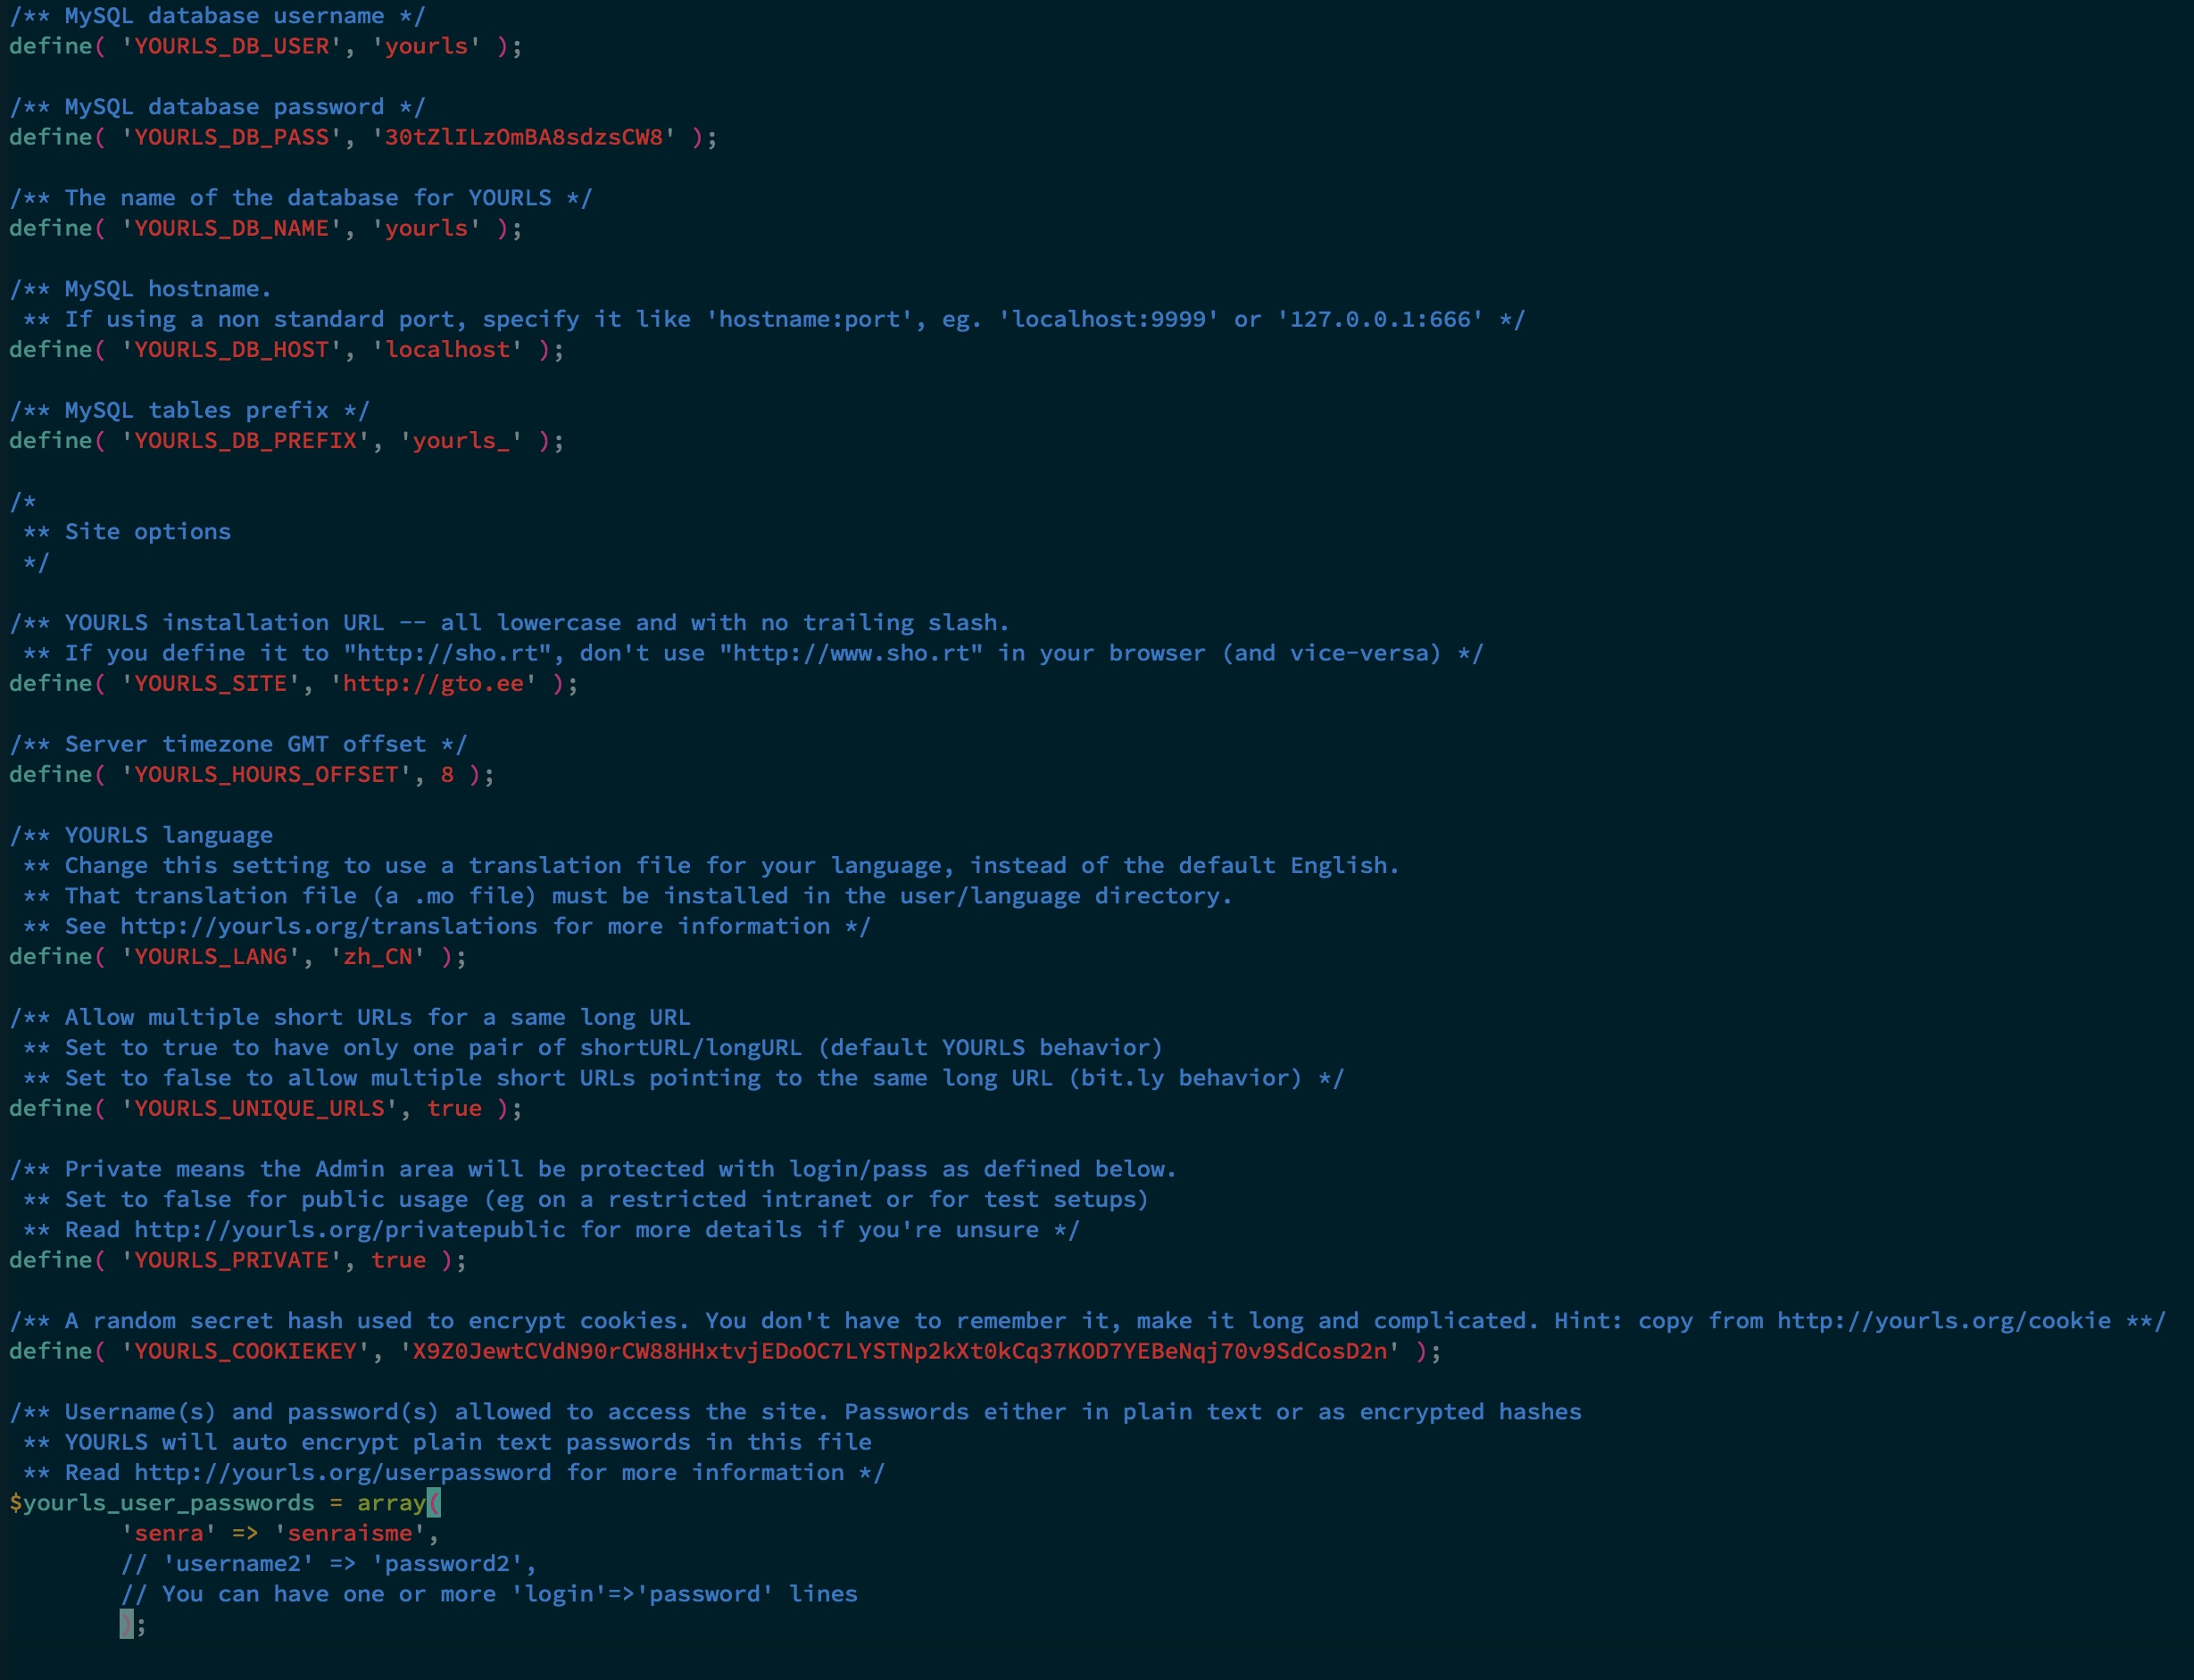 /** MySQL database username */
define( 'YOURLS_DB_USER', 'yourls' );
/** MySQL database password */
define( 'YOURLS_DB_PASS', '30tZlILzOmBA8sdzsCW8' );
/** The name of the database for YOURLS */
define( 'YOURLS_DB_NAME', 'yourls' );
/** MySQL hostname.
 ** If using a non standard port, specify it like 'hostname:port', eg. 'localhost:9999' or '127.0.0.1:666' */
define( 'YOURLS_DB_HOST', 'localhost' );
/** MySQL tables prefix */
define( 'YOURLS_DB_PREFIX', 'yourls_' );
/*
 ** Site options
 */
/** YOURLS installation URL -- all lowercase and with no trailing slash.
 ** If you define it to "http://sho.rt", don't use "http://www.sho.rt" in your browser (and vice-versa) */
define( 'YOURLS_SITE', 'http://gto.ee' );
/** Server timezone GMT offset */
define( 'YOURLS_HOURS_OFFSET', 8 );
/** YOURLS language
 ** Change this setting to use a translation file for your language, instead of the default English.
 ** That translation file (a .mo file) must be installed in the user/language directory.
 ** See http://yourls.org/translations for more information */
define( 'YOURLS_LANG', 'zh_CN' );
/** Allow multiple short URLs for a same long URL
 ** Set to true to have only one pair of shortURL/longURL (default YOURLS behavior)
 ** Set to false to allow multiple short URLs pointing to the same long URL (bit.ly behavior) */
define( 'YOURLS_UNIQUE_URLS', true );
/** Private means the Admin area will be protected with login/pass as defined below.
 ** Set to false for public usage (eg on a restricted intranet or for test setups)
 ** Read http://yourls.org/privatepublic for more details if you're unsure */
define( 'YOURLS_PRIVATE', true );
/** A random secret hash used to encrypt cookies. You don't have to remember it, make it long and complicated. Hint: copy from http://yourls.org/cookie **/
define( 'YOURLS_COOKIEKEY', 'X9Z0JewtCVdN90rCW88HHxtvjEDoOC7LYSTNp2kXt0kCq37KOD7YEBeNqj70v9SdCosD2n' );
/** Username(s) and password(s) allowed to access the site. Passwords either in plain text or as encrypted hashes
 ** YOURLS will auto encrypt plain text passwords in this file
 ** Read http://yourls.org/userpassword for more information */
$yourls_user_passwords = array(
        'senra' => 'senraisme',
        // 'username2' => 'password2',
        // You can have one or more 'login'=>'password' lines
        );